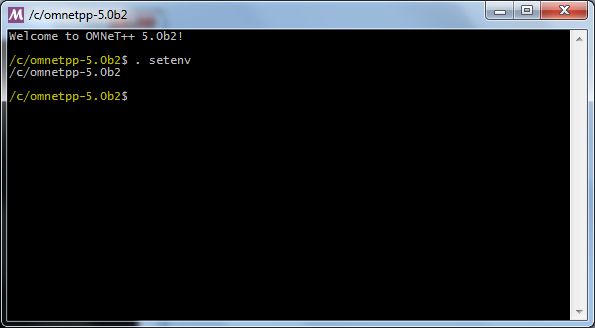 /c/omnetpp-5.0b2
Welcome to OMNeT++ 5.0b2!
/c/omnetpp-5.0b2$ . setenv
/c/omnetpp-5.0b2
/c/omnetpp-5.0b2$